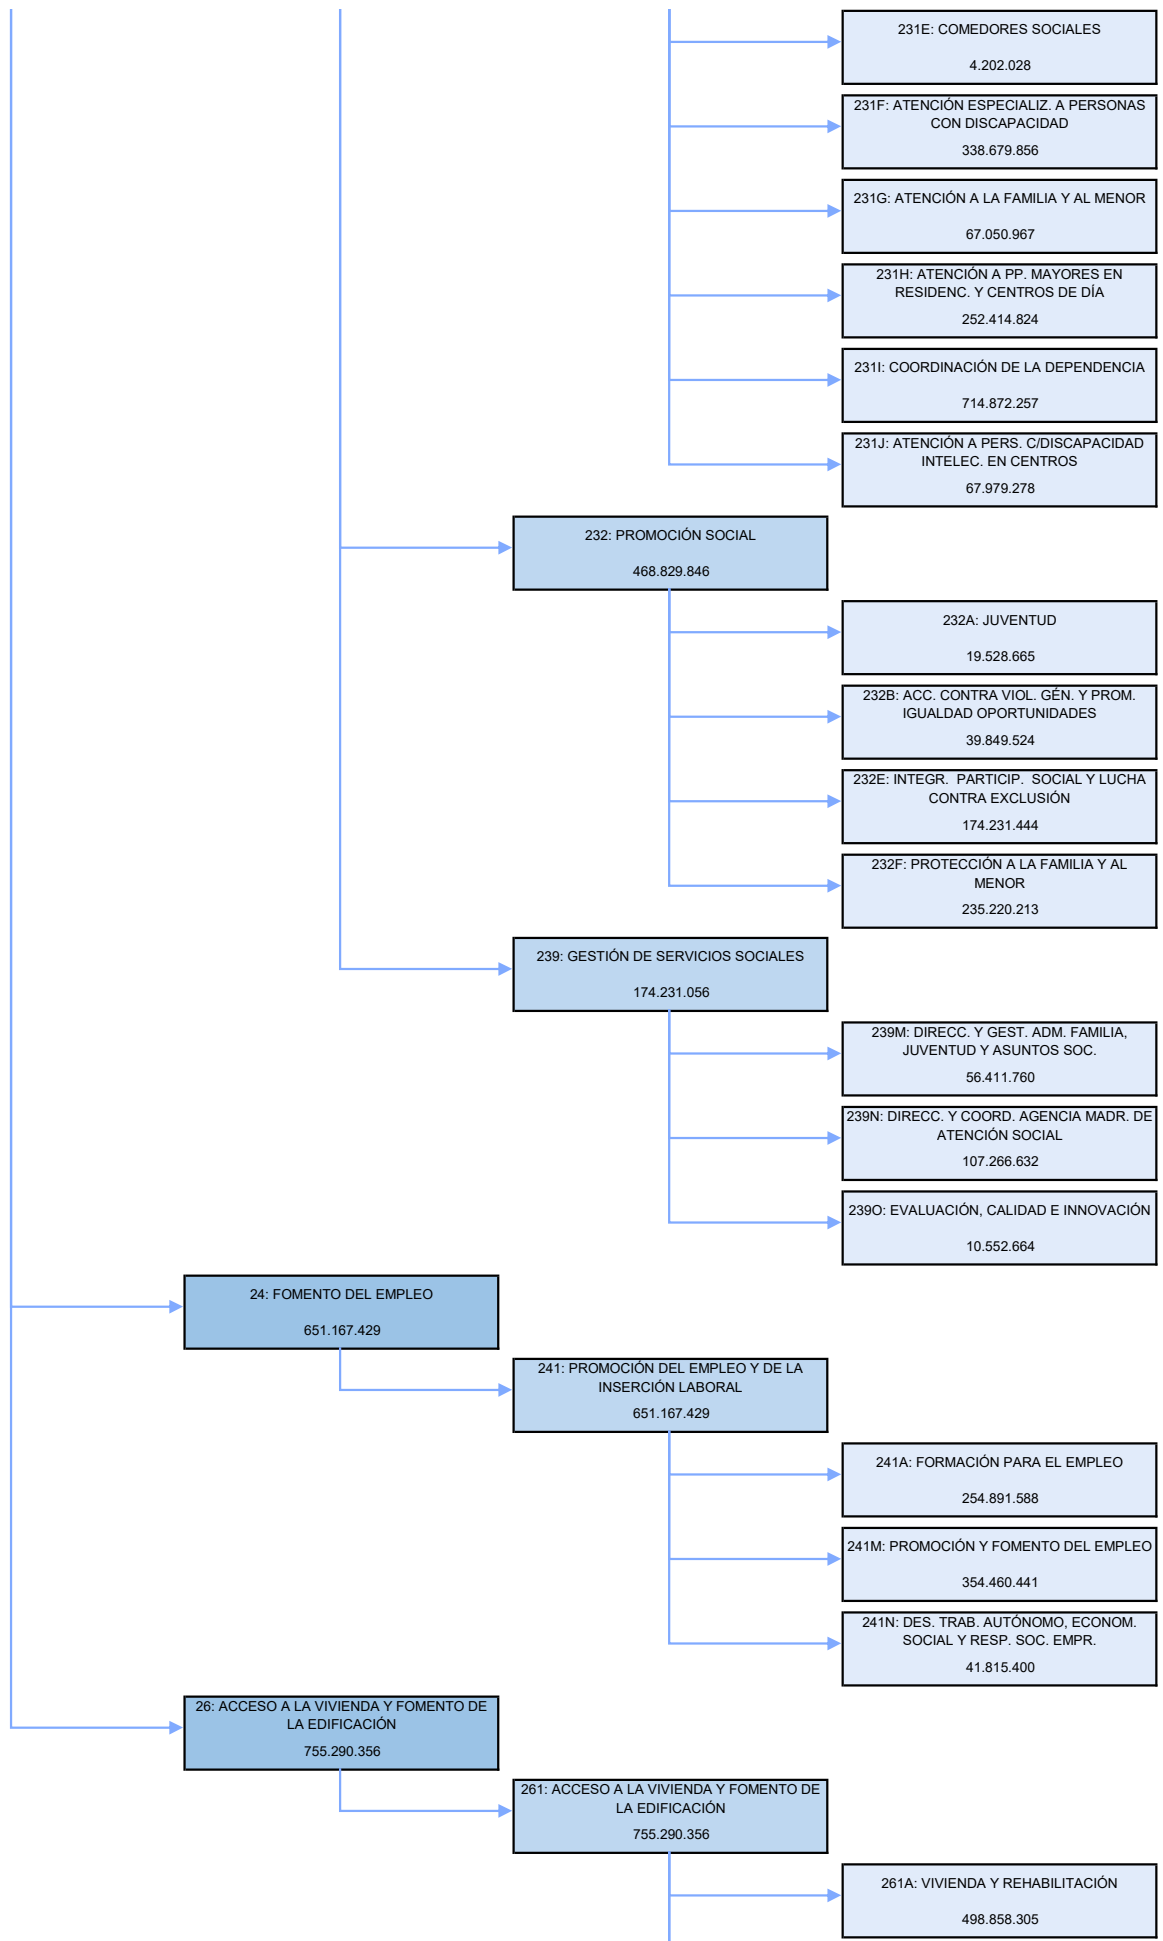 231E: COMEDORES SOCIALES
4.202.028
231F: ATENCIÓN ESPECIALIZ. A PERSONAS
CON DISCAPACIDAD
338.679.856
231G: ATENCIÓN A LA FAMILIA Y AL MENOR
67.050.967
231H: ATENCIÓN A PP. MAYORES EN
RESIDENC. Y CENTROS DE DÍA
252.414.824
231I: COORDINACIÓN DE LA DEPENDENCIA
714.872.257
231J: ATENCIÓN A PERS. C/DISCAPACIDAD
INTELEC. EN CENTROS
67.979.278
232: PROMOCIÓN SOCIAL
468.829.846
232A: JUVENTUD
19.528.665
232B: ACC. CONTRA VIOL. GÉN. Y PROM.
IGUALDAD OPORTUNIDADES
39.849.524
232E: INTEGR. PARTICIP. SOCIAL Y LUCHA
CONTRA EXCLUSIÓN
174.231.444
232F: PROTECCIÓN A LA FAMILIA Y AL
MENOR
235.220.213
239: GESTIÓN DE SERVICIOS SOCIALES
174.231.056
239M: DIRECC. Y GEST. ADM. FAMILIA,
JUVENTUD Y ASUNTOS SOC.
56.411.760
239N: DIRECC. Y COORD. AGENCIA MADR. DE
ATENCIÓN SOCIAL
107.266.632
239O: EVALUACIÓN, CALIDAD E INNOVACIÓN
10.552.664
24: FOMENTO DEL EMPLEO
651.167.429
241: PROMOCIÓN DEL EMPLEO Y DE LA
INSERCIÓN LABORAL
651.167.429
241A: FORMACIÓN PARA EL EMPLEO
254.891.588
241M: PROMOCIÓN Y FOMENTO DEL EMPLEO
354.460.441
241N: DES. TRAB. AUTÓNOMO, ECONOM.
SOCIAL Y RESP. SOC. EMPR.
41.815.400
26: ACCESO A LA VIVIENDA Y FOMENTO DE
LA EDIFICACIÓN
755.290.356
261: ACCESO A LA VIVIENDA Y FOMENTO DE
LA EDIFICACIÓN
755.290.356
261A: VIVIENDA Y REHABILITACIÓN
498.858.305